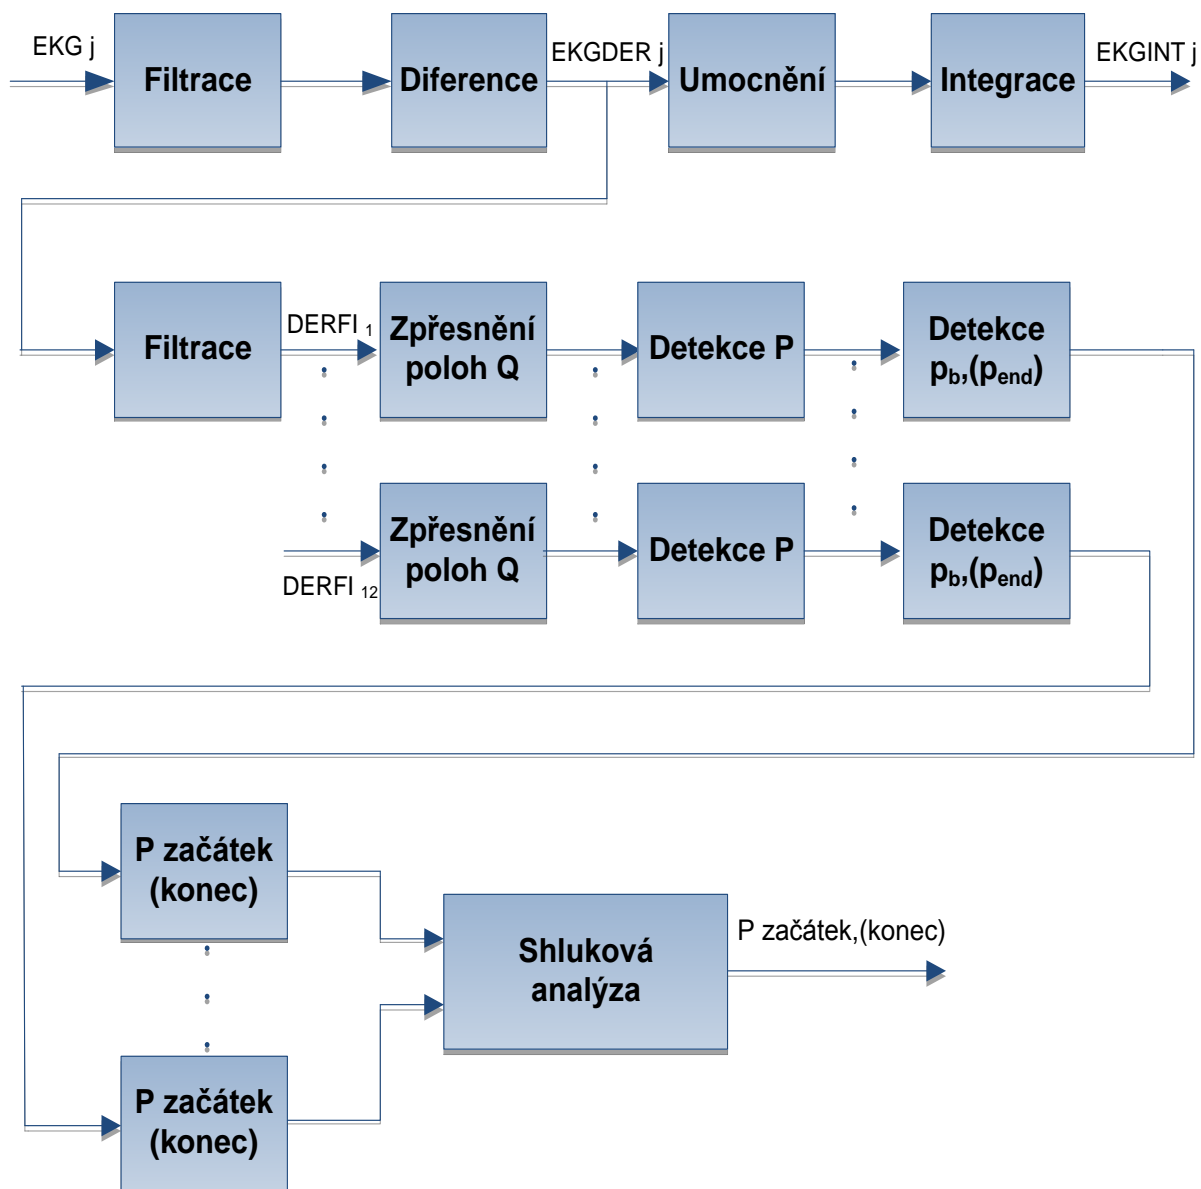 EKG j
Filtrace
Diference
EKGDER j
Umocnění
Integrace
EKGINT j
Filtrace
DERFI 1
Zpřesnění
poloh Q
Detekce P
Detekce
pb,(pend)
DERFI 12
Zpřesnění
poloh Q
Detekce P
Detekce
pb,(pend)
P začátek
(konec)
Shluková
analýza
P začátek,(konec)
P začátek
(konec)